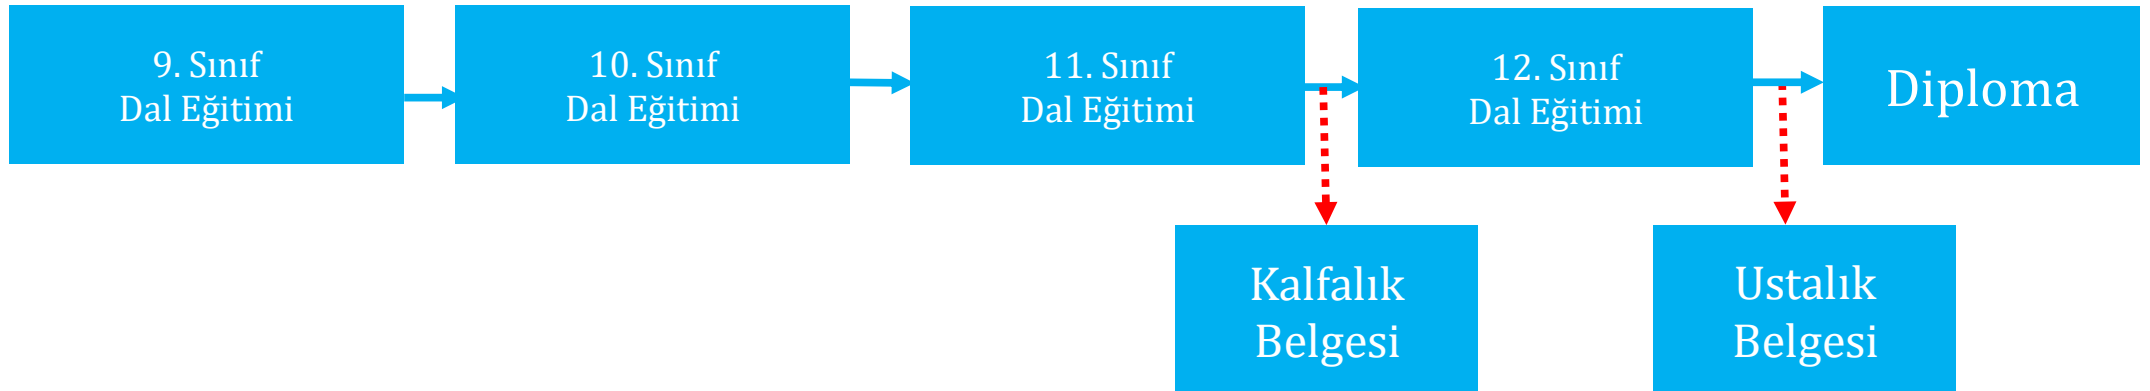 9. Sınıf
Dal Eğitimi
10. Sınıf
Dal Eğitimi
11. Sınıf
Dal Eğitimi
12. Sınıf
Dal Eğitimi
Diploma
Kalfalık
Belgesi
Ustalık
Belgesi